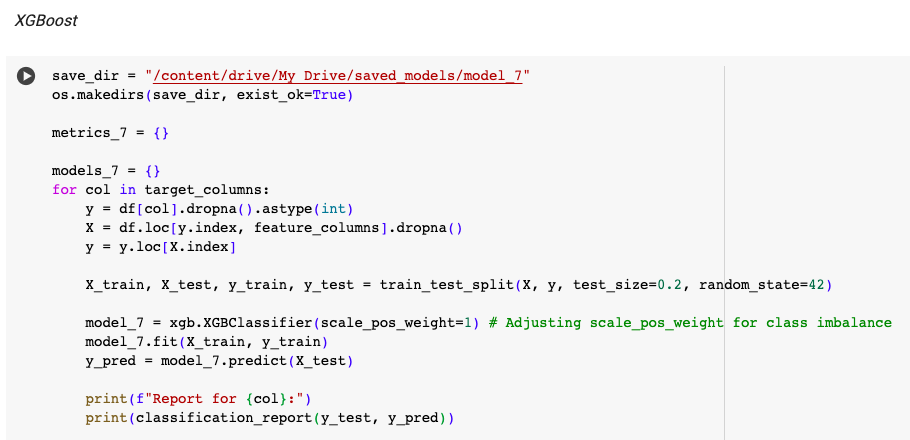 XGBoost
save_dir = "/content/drive/My Drive/saved_models/model_7"
os.makedirs(save_dir, exist_ok=True)
metrics_7 = {}
models_7 = {}
for col in target_columns:
    y = df[col].dropna().astype(int)
    X = df.loc[y.index, feature_columns].dropna()
    y = y.loc[X.index]
    X_train, X_test, y_train, y_test = train_test_split(X, y, test_size=0.2, random_state=42)
    model_7 = xgb.XGBClassifier(scale_pos_weight=1) # Adjusting scale_pos_weight for class imbalance
    model_7.fit(X_train, y_train)
    y_pred = model_7.predict(X_test)
    print(f"Report for {col}:")
    print(classification_report(y_test, y_pred))